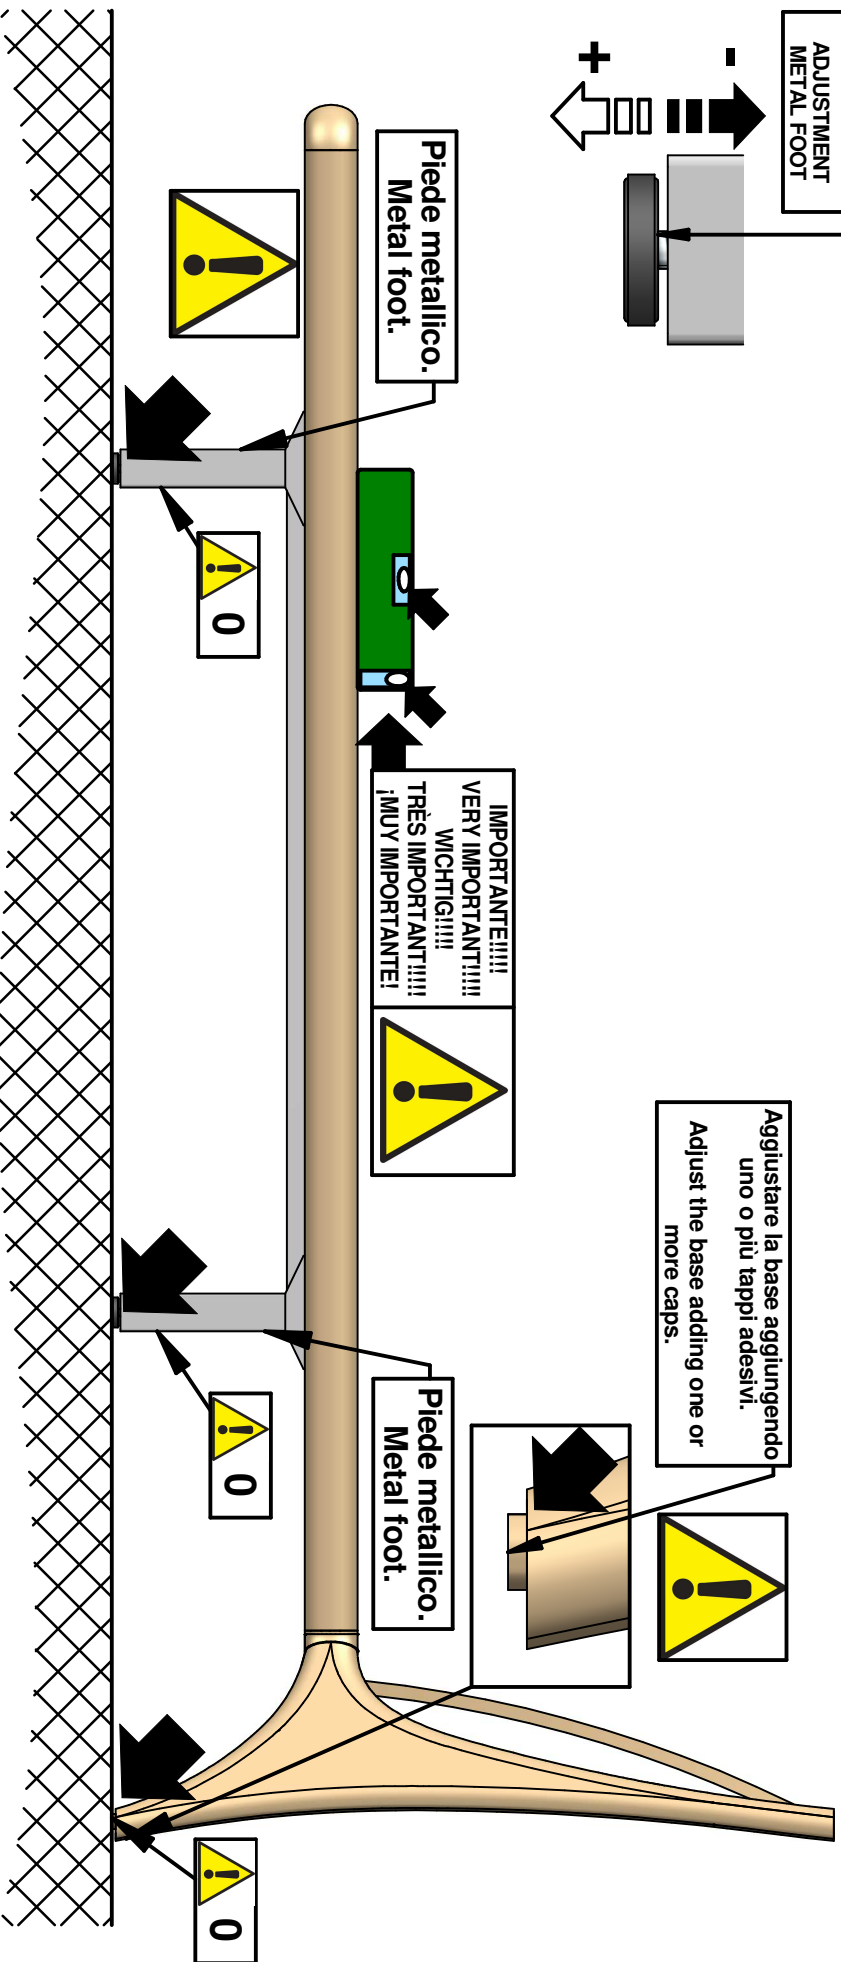 ADJUSTMENT
METAL FOOT
+
-
Piede metallico.
Metal foot.
0
IMPORTANTE!!!!!
VERY IMPORTANT!!!!!
WICHTIG!!!!!
TRÈS IMPORTANT!!!!!
¡MUY IMPORTANTE!
Aggiustare la base aggiungendo
uno o più tappi adesivi.
Adjust the base adding one or
more caps.
Piede metallico.
Metal foot.
0
0